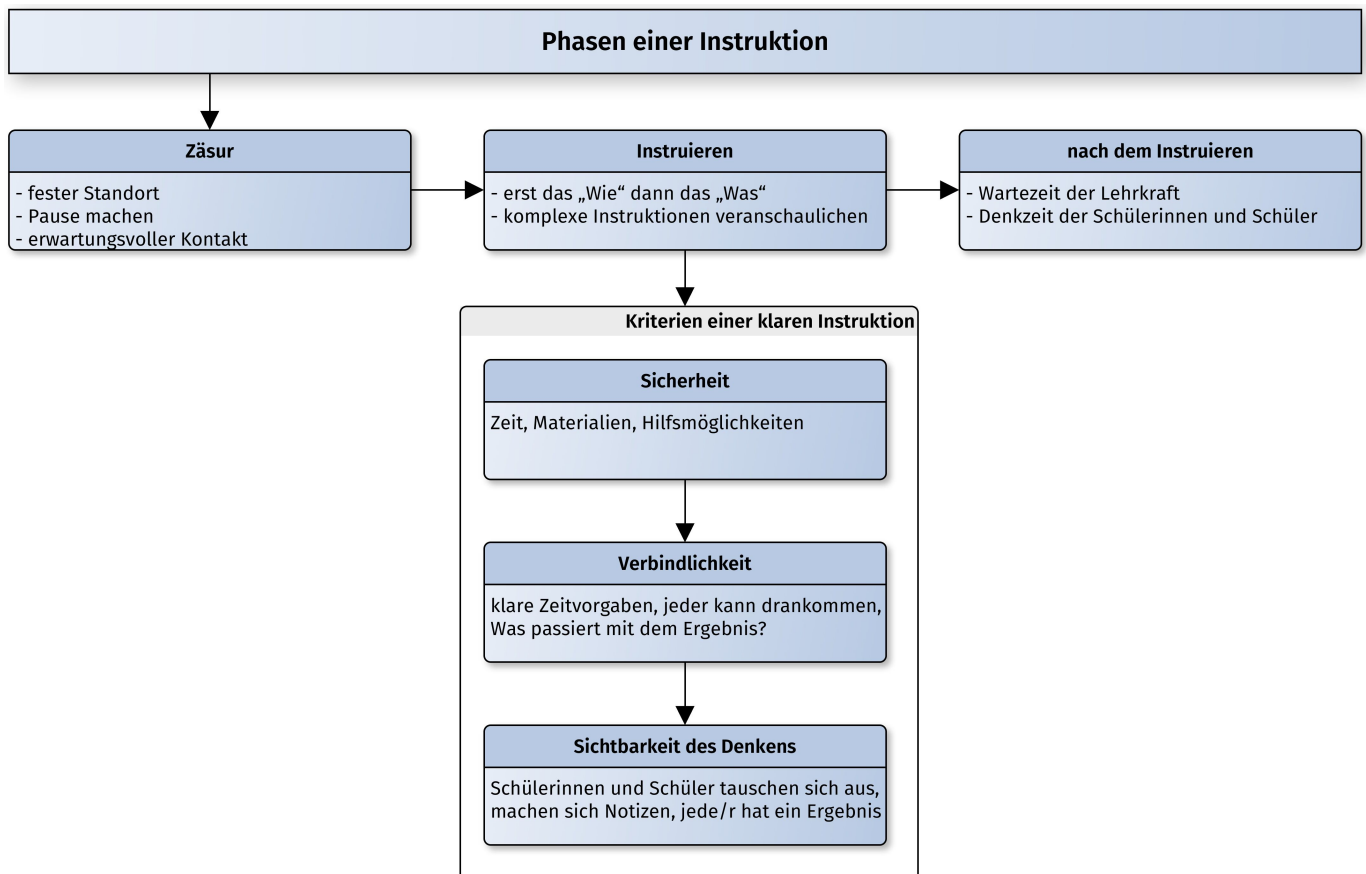 Phasen einer Instruktion
Zäsur
- fester Standort
- Pause machen
- erwartungsvoller Kontakt
Instruieren
- erst das „Wie“ dann das „Was“
- komplexe Instruktionen veranschaulichen
nach dem Instruieren
- Wartezeit der Lehrkraft
- Denkzeit der Schülerinnen und Schüler
Kriterien einer klaren Instruktion
Sicherheit
Zeit, Materialien, Hilfsmöglichkeiten
Verbindlichkeit
klare Zeitvorgaben, jeder kann drankommen,
Was passiert mit dem Ergebnis?
Sichtbarkeit des Denkens
Schülerinnen und Schüler tauschen sich aus,
machen sich Notizen, jede/r hat ein Ergebnis